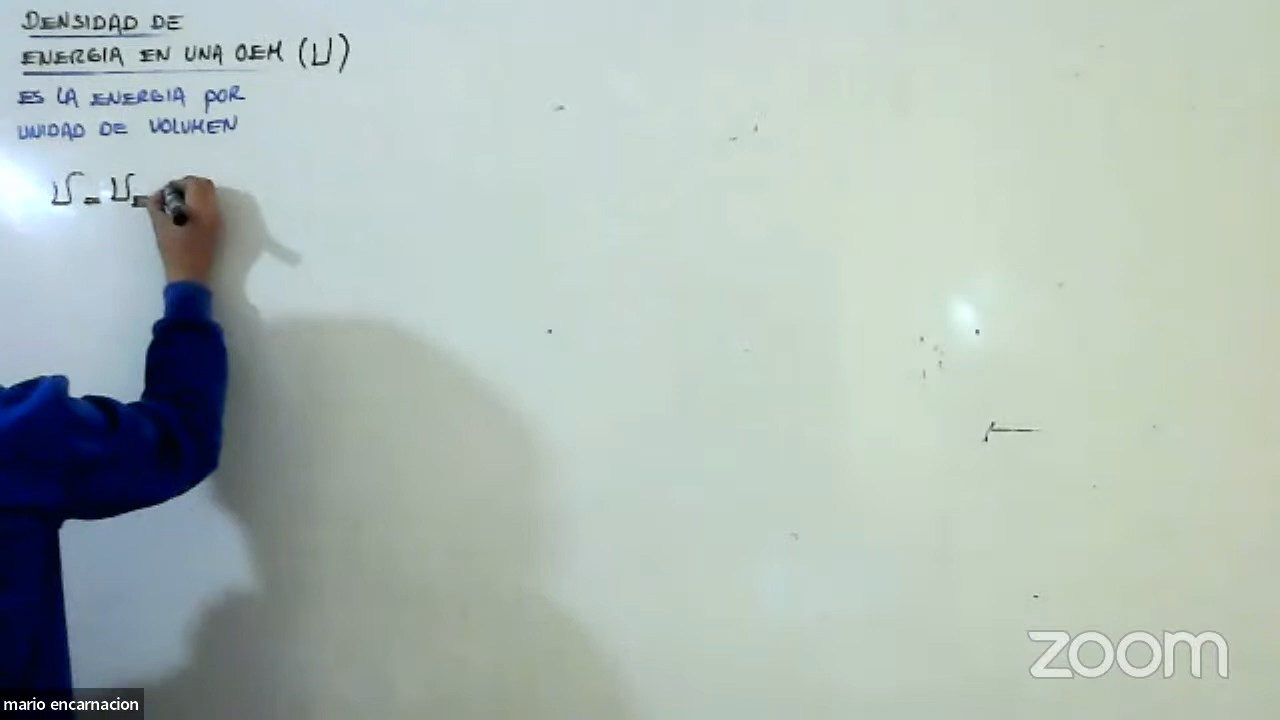 DENSIDAD DE
ENERGIA EN UNA OEM (U)
ES LA ENERGIA POR
UNIDAD DE VOLUMEN
U = U
zoom
mario encarnacion